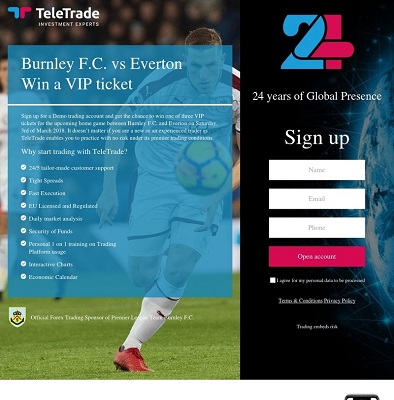 TeleTrade
INVESTMENT EXPERTS
Burnley F.C. vs Everton
Win a VIP ticket
Sign up for a Demo trading account and get the chance to win one of three VIP
tickets for the upcoming home game between Burnley F.C. and Everton on Saturday,
3rd of March 2018. It doesn't matter if you are a new or an experienced trader as
TeleTrade enables you to practice with no risk under its premier trading conditions.
Why start trading with TeleTrade?
24/5 tailor-made customer support
Tight Spreads
Fast Execution
EU Licensed and Regulated
Daily market analysis
Security of Funds
Personal 1 on 1 training on Trading
Platform usage
Interactive Charts
Economic Calendar
Official Forex Trading Sponsor of Premier League Team Burnley F.C.
24
24 years of Global Presence
Sign up
Name
Email
Phone
Open account
I agree for my personal data to be processed
Terms & Conditions Privacy Policy
Trading embeds risk